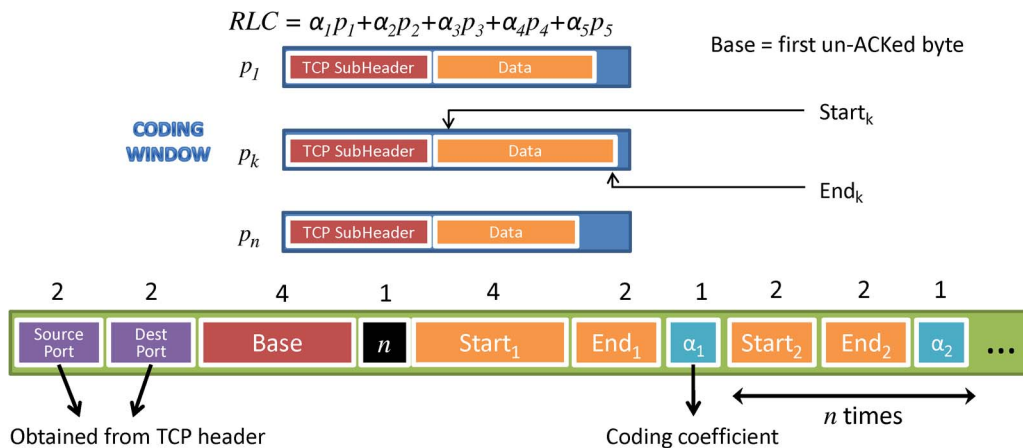 RLC = α₁p₁+α₂p₂+α₃p₃+α₄p₄+α₅p₅
Base = first un-ACKed byte
p₁ TCP SubHeader Data
Startₖ
CODING
WINDOW
pₖ TCP SubHeader Data
Endₖ
pₙ TCP SubHeader Data
2 2 4 1 4 2 1 2 2 1
Source Port Dest Port Base n Start₁ End₁ α₁ Start₂ End₂ α₂ ...
n times
Obtained from TCP header
Coding coefficient